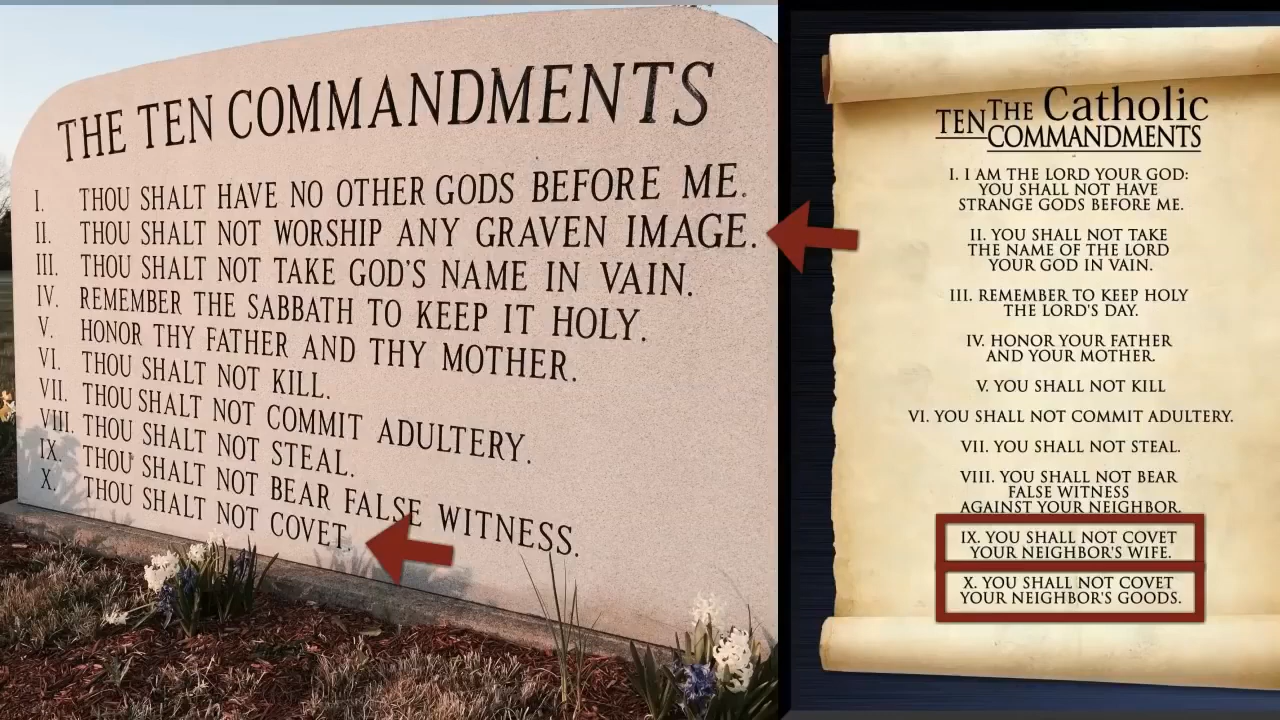 THE TEN COMMANDMENTS
I. THOU SHALT HAVE NO OTHER GODS BEFORE ME.
II. THOU SHALT NOT WORSHIP ANY GRAVEN IMAGE.
III. THOU SHALT NOT TAKE GOD'S NAME IN VAIN.
IV. REMEMBER THE SABBATH TO KEEP IT HOLY.
V. HONOR THY FATHER AND THY MOTHER.
VI. THOU SHALT NOT KILL.
VII. THOU SHALT NOT COMMIT ADULTERY.
VIII. THOU SHALT NOT STEAL.
IX. THOU SHALT NOT BEAR FALSE WITNESS.
X. THOU SHALT NOT COVET.
TEN THE Catholic
COMMANDMENTS
I. I AM THE LORD YOUR GOD:
YOU SHALL NOT HAVE
STRANGE GODS BEFORE ME.
II. YOU SHALL NOT TAKE
THE NAME OF THE LORD
YOUR GOD IN VAIN.
III. REMEMBER TO KEEP HOLY
THE LORD'S DAY.
IV. HONOR YOUR FATHER
AND YOUR MOTHER.
V. YOU SHALL NOT KILL
VI. YOU SHALL NOT COMMIT ADULTERY.
VII. YOU SHALL NOT STEAL.
VIII. YOU SHALL NOT BEAR
FALSE WITNESS
AGAINST YOUR NEIGHBOR.
IX. YOU SHALL NOT COVET
YOUR NEIGHBOR'S WIFE.
X. YOU SHALL NOT COVET
YOUR NEIGHBOR'S GOODS.